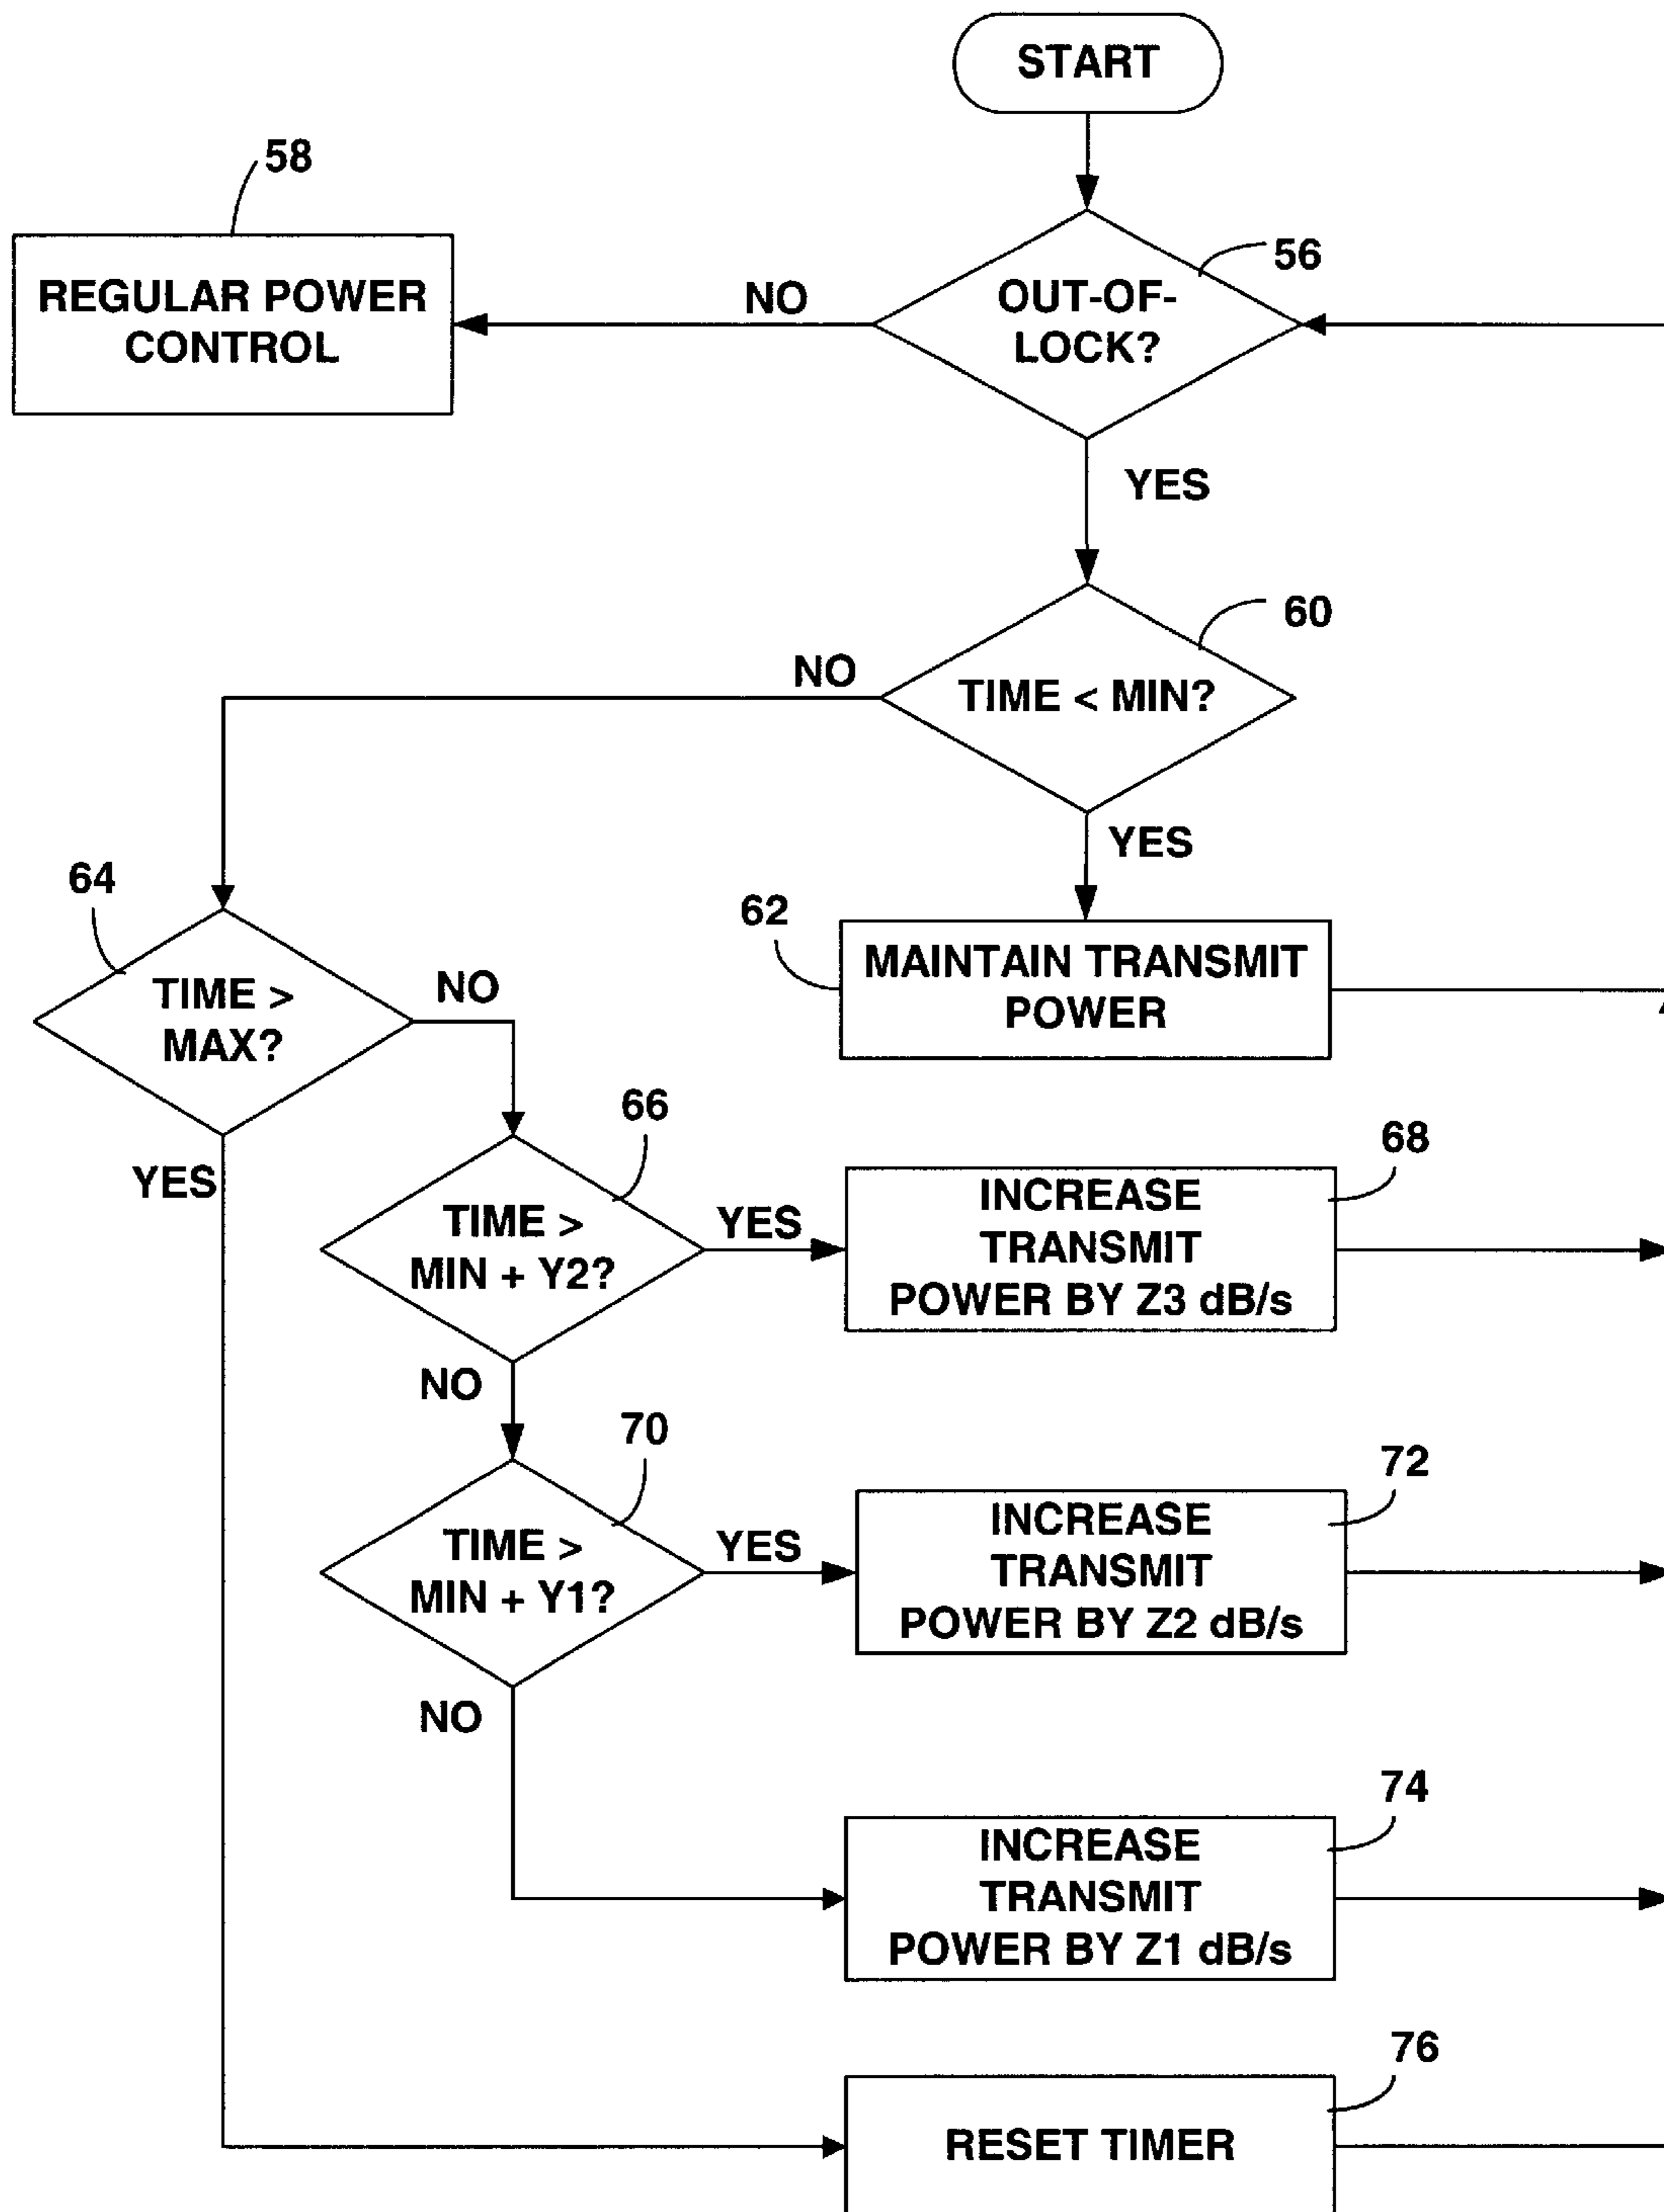 START
58
56
REGULAR POWER
CONTROL
NO
OUT-OF-
LOCK?
YES
60
NO
TIME < MIN?
YES
64
62
MAINTAIN TRANSMIT
POWER
TIME >
MAX?
NO
66
68
YES
TIME >
MIN + Y2?
YES
INCREASE
TRANSMIT
POWER BY Z3 dB/s
NO
70
72
TIME >
MIN + Y1?
YES
INCREASE
TRANSMIT
POWER BY Z2 dB/s
NO
74
INCREASE
TRANSMIT
POWER BY Z1 dB/s
76
RESET TIMER